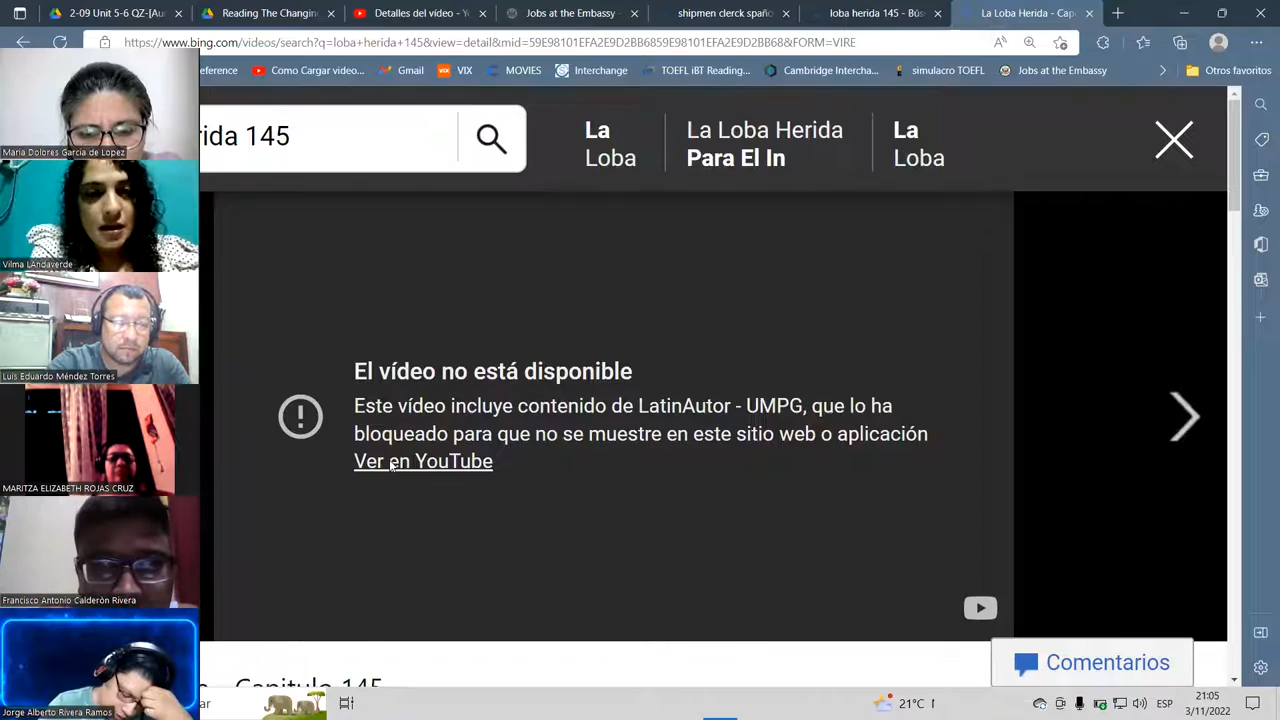 2-09 Unit 5-6 QZ-[Au
Reading The Changin
Detalles del vídeo - Y
Jobs at the Embassy -
shipmen clerck spaño
loba herida 145 - Bús
La Loba Herida - Cap
https://www.bing.com/videos/search?q=loba+herida+145&view=detail&mid=59E98101EFA2E9D2BB6859E98101EFA2E9D2BB68&FORM=VIRE
eference
Como Cargar video...
Gmail
VIX
MOVIES
Interchange
TOEFL iBT Reading...
Cambridge Intercha...
simulacro TOEFL
Jobs at the Embassy
Otros favoritos
rida 145
La
Loba
La Loba Herida
Para El In
La
Loba
Maria Dolores Garcia de Lopez
Vilma LAndaverde
Luis Eduardo Méndez Torres
MARITZA ELIZABETH ROJAS CRUZ
Francisco Antonio Calderòn Rivera
Jorge Alberto Rivera Ramos
El vídeo no está disponible
Este vídeo incluye contenido de LatinAutor - UMPG, que lo ha
bloqueado para que no se muestre en este sitio web o aplicación
Ver en YouTube
Comentarios
Capitulo 145
ar
21°C
ESP
21:05
3/11/2022